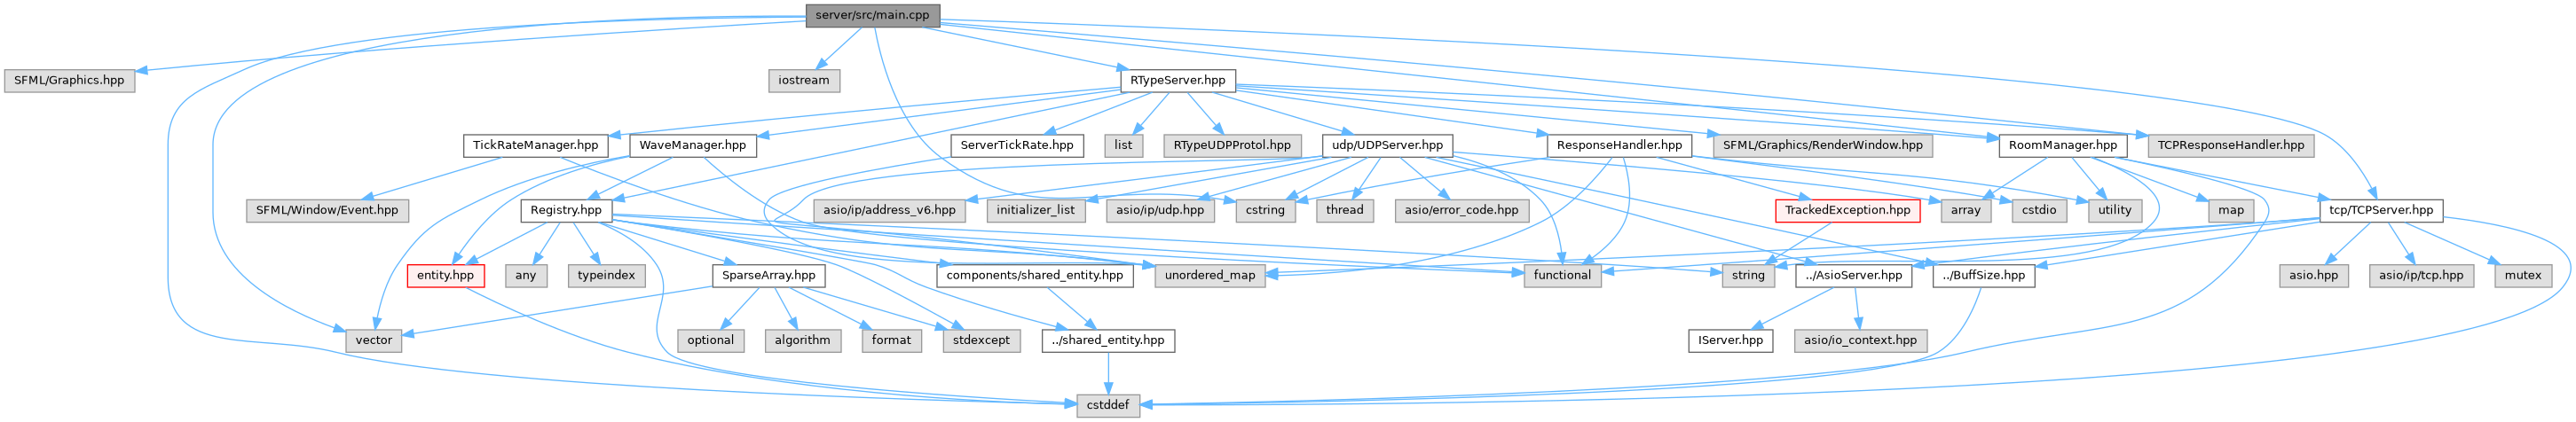 server/src/main.cpp
SFML/Graphics.hpp
iostream
RTypeServer.hpp
TickRateManager.hpp
WaveManager.hpp
ServerTickRate.hpp
list
RTypeUDPProtol.hpp
udp/UDPServer.hpp
ResponseHandler.hpp
SFML/Graphics/RenderWindow.hpp
RoomManager.hpp
TCPResponseHandler.hpp
SFML/Window/Event.hpp
Registry.hpp
asio/ip/address_v6.hpp
initializer_list
asio/ip/udp.hpp
cstring
thread
asio/error_code.hpp
TrackedException.hpp
array
cstdio
utility
map
tcp/TCPServer.hpp
entity.hpp
any
typeindex
SparseArray.hpp
components/shared_entity.hpp
unordered_map
functional
string
../AsioServer.hpp
../BuffSize.hpp
asio.hpp
asio/ip/tcp.hpp
mutex
vector
optional
algorithm
format
stdexcept
../shared_entity.hpp
IServer.hpp
asio/io_context.hpp
cstddef